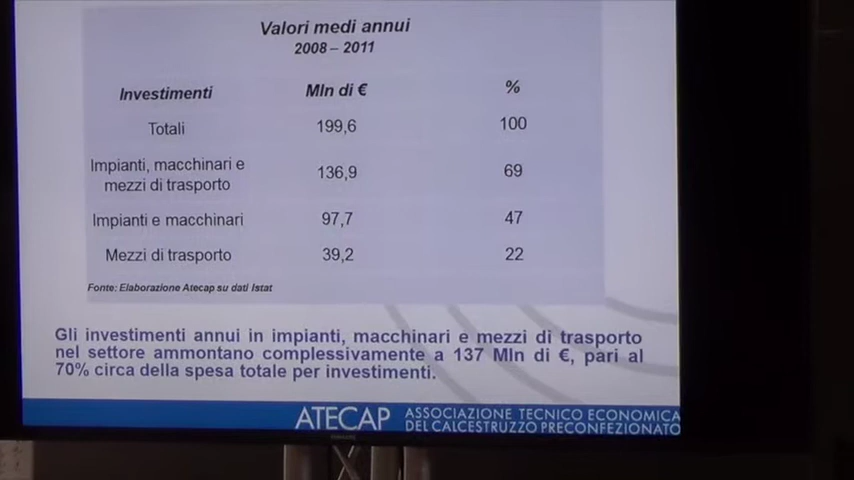 Valori medi annui
2008 – 2011
Investimenti Mln di € %
Totali 199,6 100
Impianti, macchinari e
mezzi di trasporto 136,9 69
Impianti e macchinari 97,7 47
Mezzi di trasporto 39,2 22
Fonte: Elaborazione Atecap su dati Istat
Gli investimenti annui in impianti, macchinari e mezzi di trasporto
nel settore ammontano complessivamente a 137 Mln di €, pari al
70% circa della spesa totale per investimenti.
ATECAP ASSOCIAZIONE TECNICO ECONOMICA
DEL CALCESTRUZZO PRECONFEZIONATO